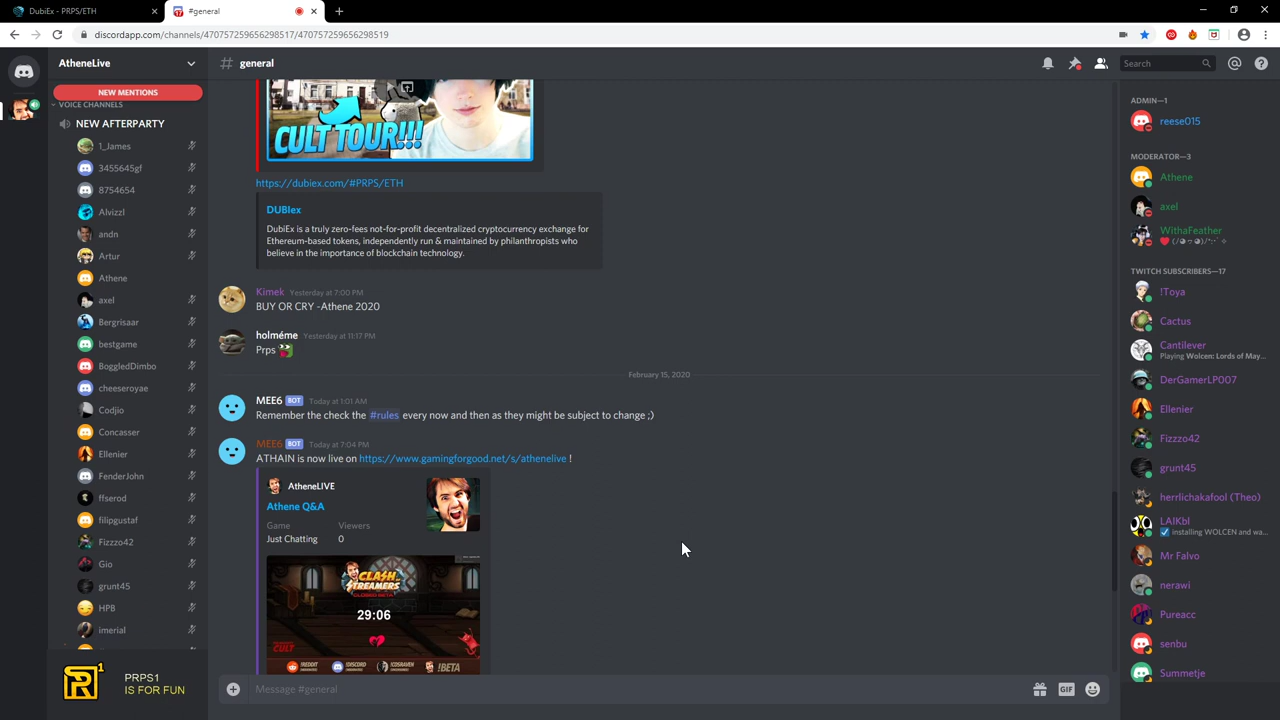 DubiEx - PRPS/ETH
#general
discordapp.com/channels/470757259656298517/470757259656298519
AtheneLive
NEW MENTIONS
VOICE CHANNELS
NEW AFTERPARTY
1_James
3455645gf
8754654
Alvizzl
andn
Artur
Athene
axel
Bergrisaar
bestgame
BoggledDimbo
cheeseroyae
Codjio
Concasser
Ellenier
FenderJohn
ffserod
filipgustaf
Fizzzo42
Gio
grunt45
HPB
imerial
PRPS1
IS FOR FUN
# general
Search
CULT TOUR!!!
https://dubiex.com/#PRPS/ETH
DUBIex
DubiEx is a truly zero-fees not-for-profit decentralized cryptocurrency exchange for
Ethereum-based tokens, independently run & maintained by philanthropists who
believe in the importance of blockchain technology.
Kimek Yesterday at 7:00 PM
BUY OR CRY -Athene 2020
holméme Yesterday at 11:17 PM
Prps
February 15, 2020
MEE6 BOT Today at 1:01 AM
Remember the check the #rules every now and then as they might be subject to change ;)
MEE6 BOT Today at 7:04 PM
ATHAIN is now live on https://www.gamingforgood.net/s/athenelive !
AtheneLIVE
Athene Q&A
Game Viewers
Just Chatting 0
CLASH OF STREAMERS
CLOSED BETA
29:06
CULT
!REDDIT !DISCORD !COSRAVEN !BETA
Message #general
GIF
ADMIN—1
reese015
MODERATOR—3
Athene
axel
WithaFeather
TWITCH SUBSCRIBERS—17
!Toya
Cactus
Cantilever
Playing Wolcen: Lords of May...
DerGamerLP007
Ellenier
Fizzzo42
grunt45
herrlichakafool (Theo)
LAIKbl
installing WOLCEN and wa...
Mr Falvo
nerawi
Pureacc
senbu
Summetje